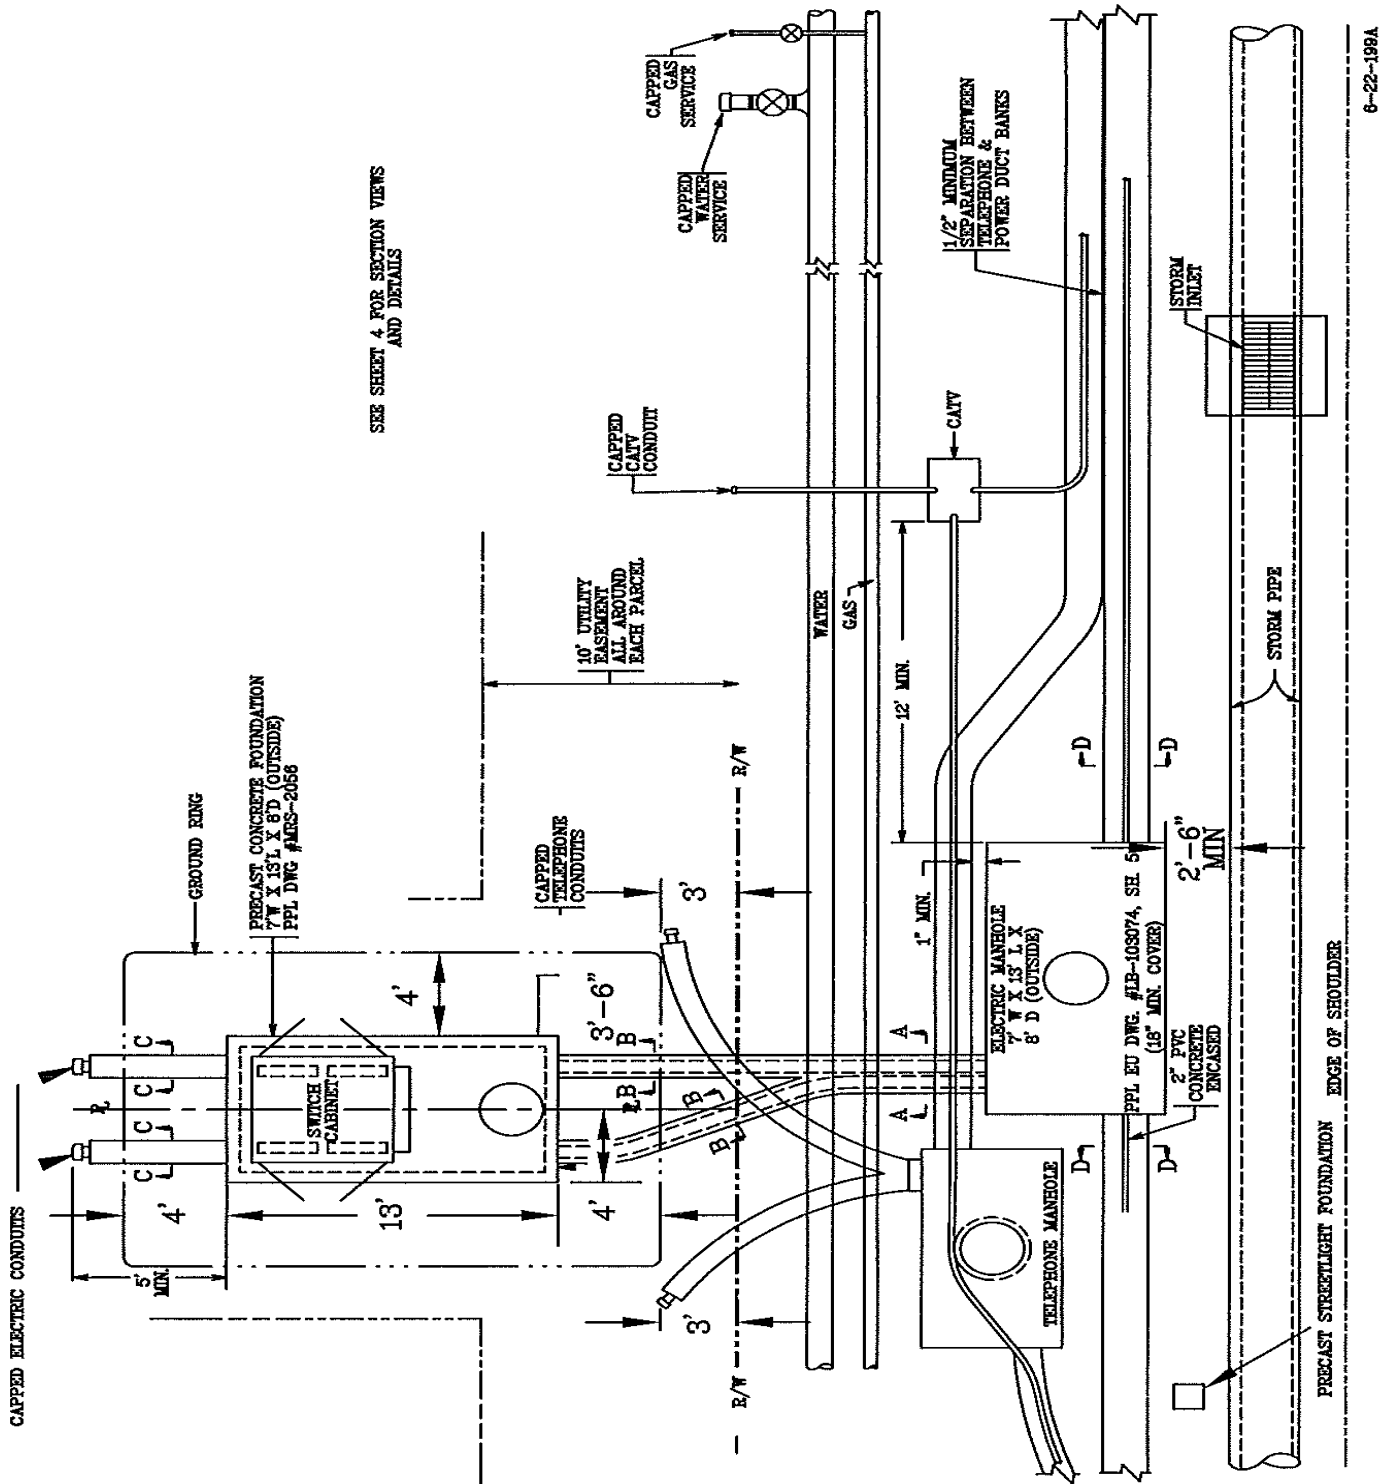 CAPPED ELECTRIC CONDUITS
5'
MIN.
4'
13'
4'
C
C
C
C
SWITCH
CABINET
GROUND RING
PRECAST CONCRETE FOUNDATION
7'W X 13'L X 8'D (OUTSIDE)
PPL DWG #MRS-2056
4'
3'-6"
B
B
B
B
CAPPED
TELEPHONE
CONDUITS
3'
3'
R/W
R/W
10' UTILITY
EASEMENT
ALL AROUND
EACH PARCEL
SEE SHEET 4 FOR SECTION VIEWS
AND DETAILS
CAPPED
CATV
CONDUIT
CAPPED
GAS
SERVICE
CAPPED
WATER
SERVICE
WATER
GAS
12' MIN.
CATV
1/2" MINIMUM
SEPARATION BETWEEN
TELEPHONE &
POWER DUCT BANKS
1" MIN.
A
A
ELECTRIC MANHOLE
7' W X 13' L X
8' D (OUTSIDE)
PPL EU DWG. #LB-103074, SH. 5
(18" MIN. COVER)
TELEPHONE MANHOLE
D
D
D
D
2" PVC
CONCRETE
ENCASED
2'-6"
MIN
STORM
INLET
STORM PIPE
PRECAST STREETLIGHT FOUNDATION
EDGE OF SHOULDER
6-22-199A